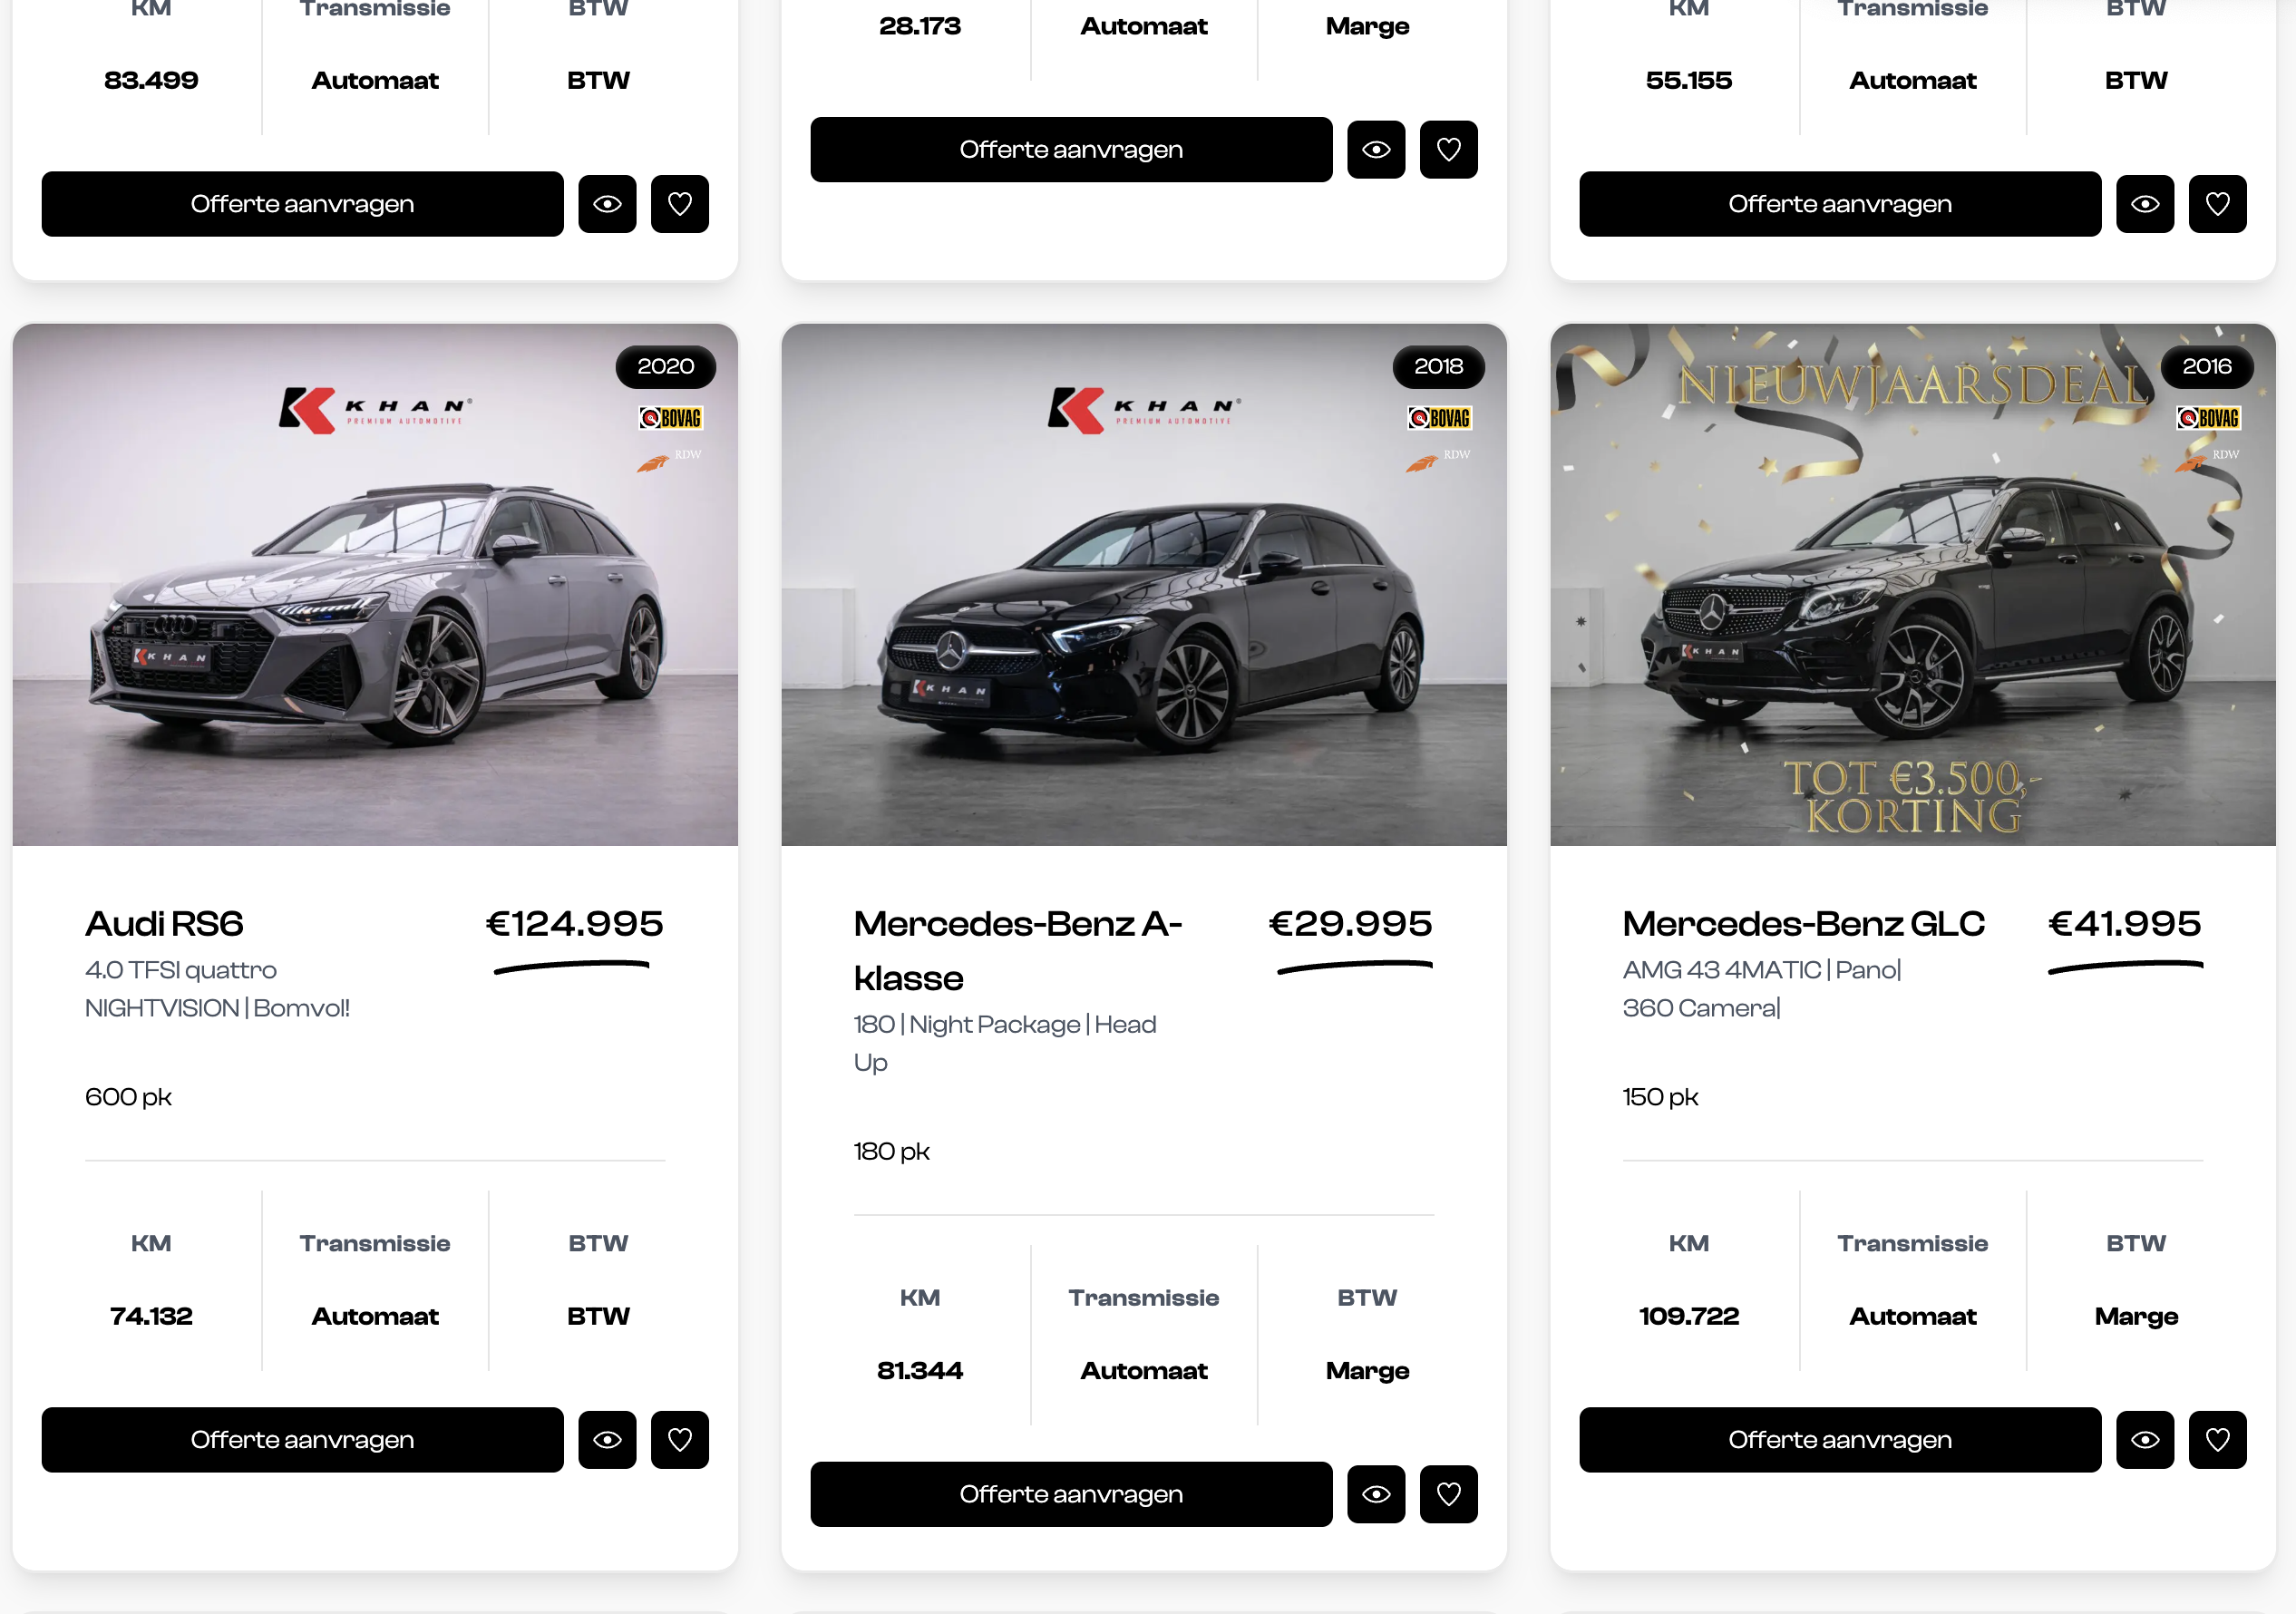 KM Transmissie BTW
83.499 Automaat BTW
Offerte aanvragen
28.173 Automaat Marge
Offerte aanvragen
KM Transmissie BTW
55.155 Automaat BTW
Offerte aanvragen
2020
KHAN®
PREMIUM AUTOMOTIVE
BOVAG
RDW
KHAN
Audi RS6
€124.995
4.0 TFSI quattro
NIGHTVISION | Bomvol!
600 pk
KM Transmissie BTW
74.132 Automaat BTW
Offerte aanvragen
2018
KHAN®
PREMIUM AUTOMOTIVE
BOVAG
RDW
KHAN
Mercedes-Benz A-
klasse
€29.995
180 | Night Package | Head
Up
180 pk
KM Transmissie BTW
81.344 Automaat Marge
Offerte aanvragen
NIEUWJAARSDEAL
2016
BOVAG
RDW
KHAN
TOT €3.500,-
KORTING
Mercedes-Benz GLC
€41.995
AMG 43 4MATIC | Pano|
360 Camera|
150 pk
KM Transmissie BTW
109.722 Automaat Marge
Offerte aanvragen